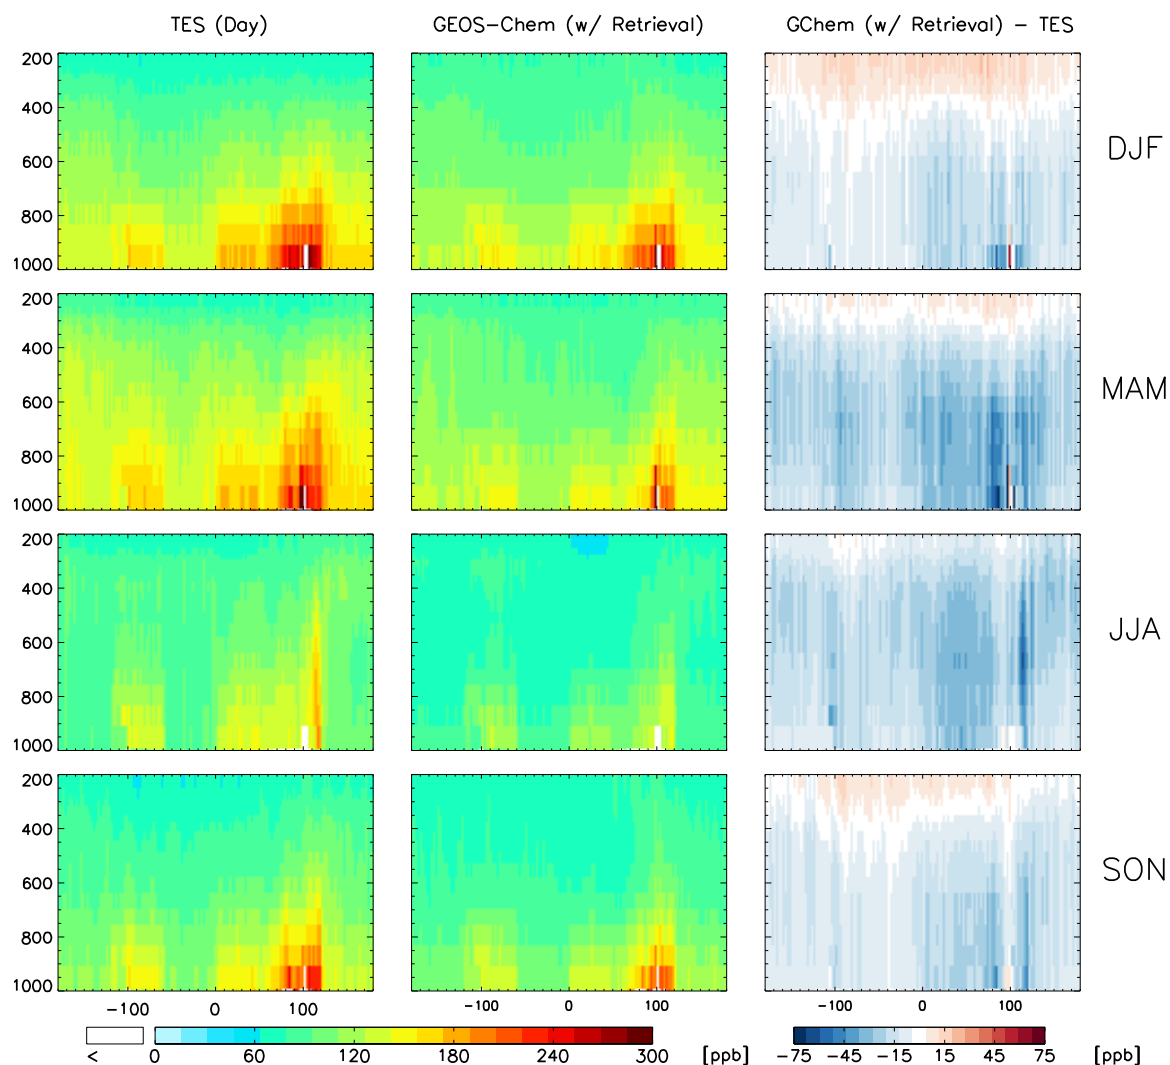 TES (Day)
GEOS-Chem (w/ Retrieval)
GChem (w/ Retrieval) - TES
200
400
600
800
1000
DJF
200
400
600
800
1000
MAM
200
400
600
800
1000
JJA
200
400
600
800
1000
SON
-100 0 100
-100 0 100
-100 0 100
< 0 60 120 180 240 300 [ppb]
-75 -45 -15 15 45 75 [ppb]